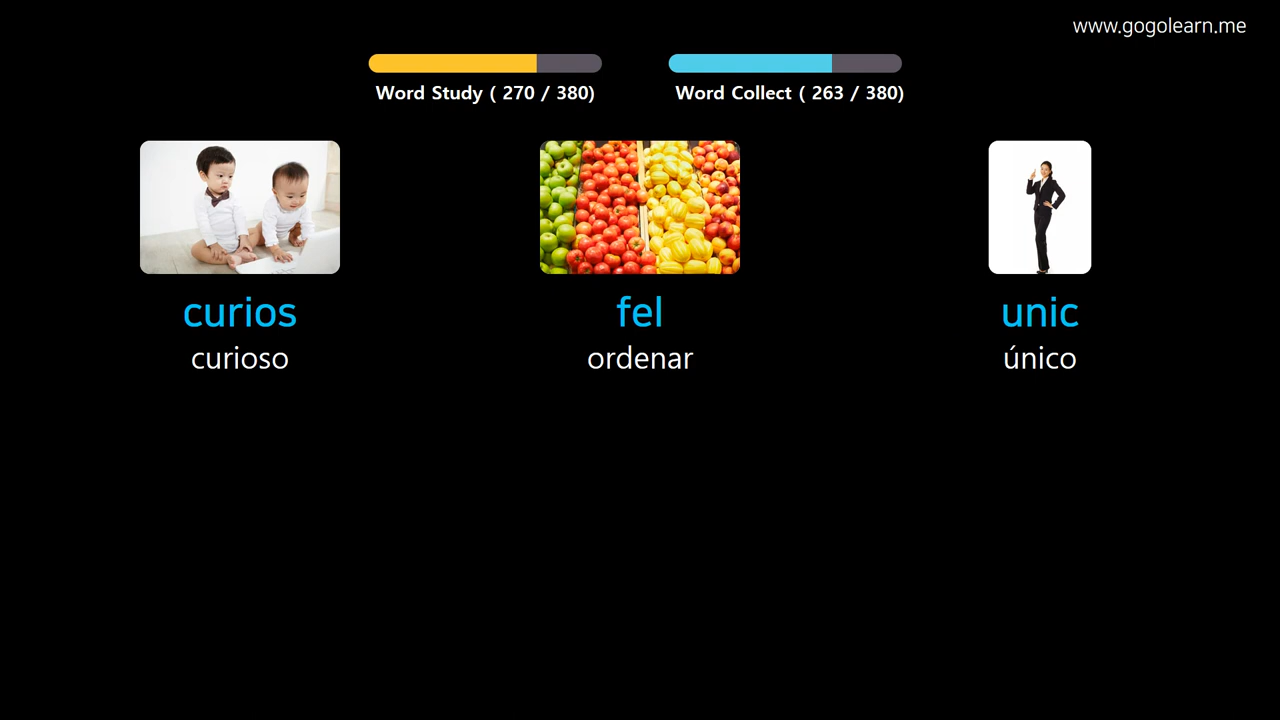 www.gogolearn.me
Word Study ( 270 / 380)
Word Collect ( 263 / 380)
curios
curioso
fel
ordenar
unic
único